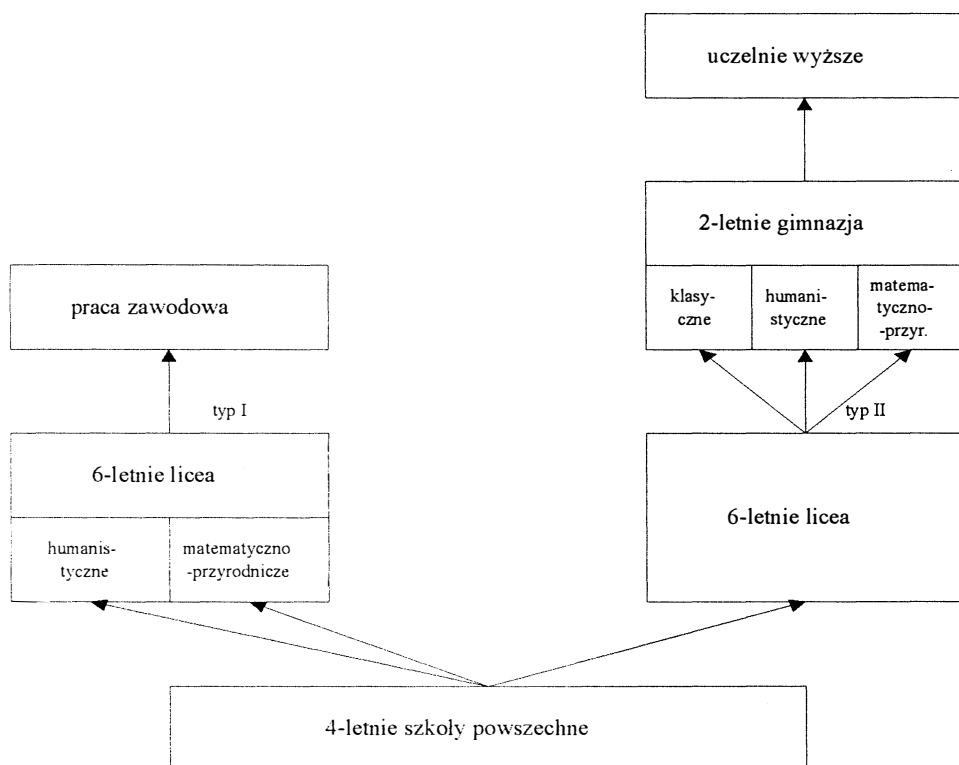 uczelnie wyższe
2-letnie gimnazja
klasy-
czne
humani-
styczne
matema-
tyczno-
-przyr.
praca zawodowa
typ I
typ II
6-letnie licea
humanis-
tyczne
matematyczno
-przyrodnicze
6-letnie licea
4-letnie szkoły powszechne